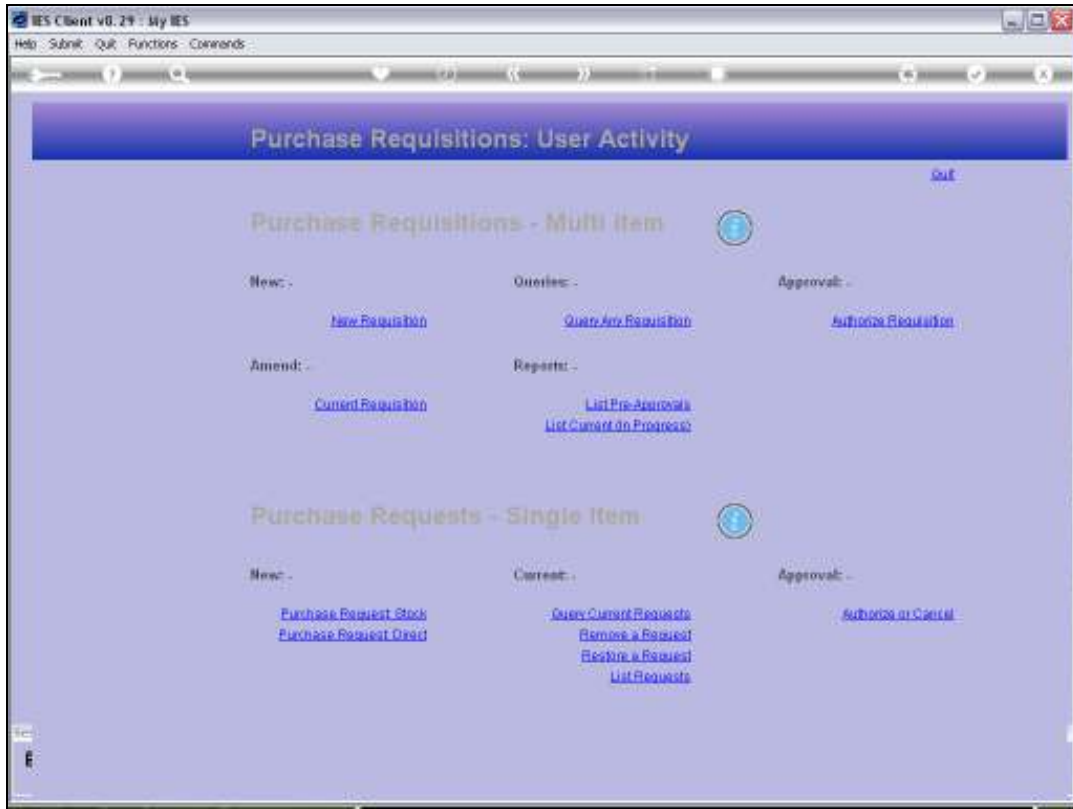 IES Client v8.29 : My IES
Help Submit Quit Functions Commands
Purchase Requisitions: User Activity
Quit
Purchase Requisitions - Multi Item
New: - Queries: - Approval: -
New Requisition Query Any Requisition Authorize Requisition
Amend: - Reports: -
Current Requisition List Pre-Approvals
List Current (in Progress)
Purchase Requests - Single Item
New: - Current: - Approval: -
Purchase Request Stock Query Current Requests Authorize or Cancel
Purchase Request Direct Remove a Request
Restore a Request
List Requests